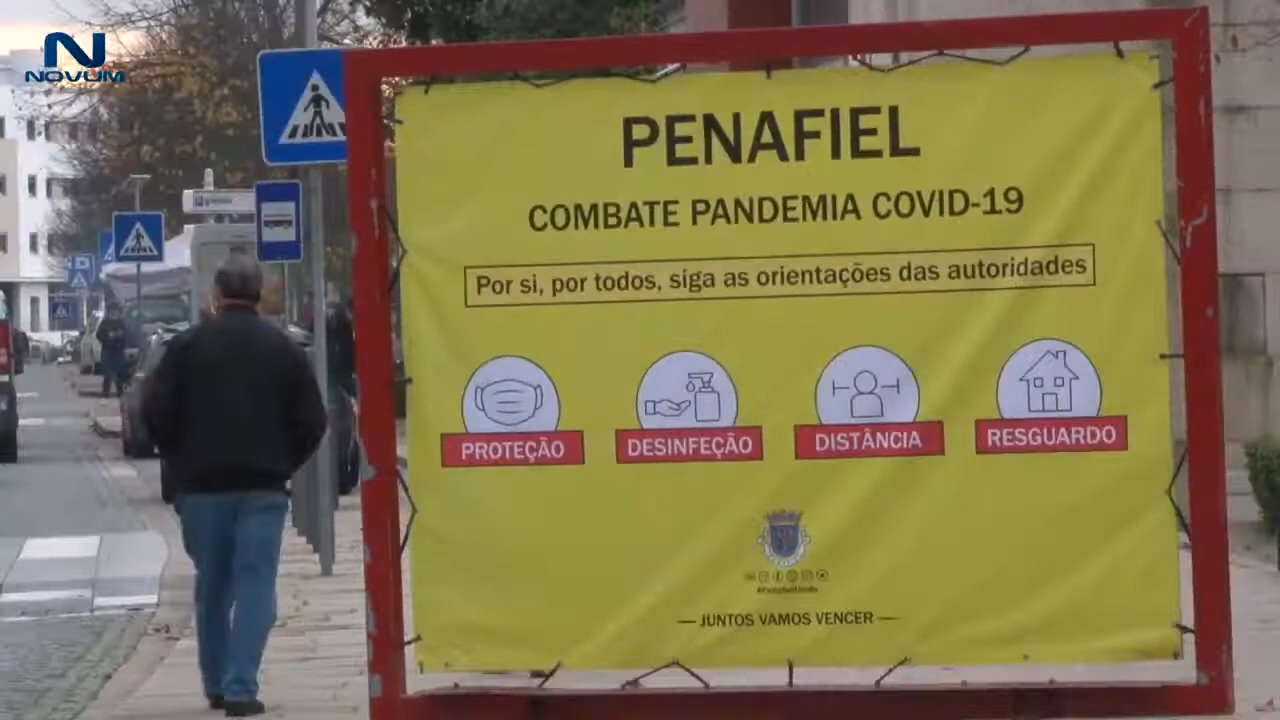 NOVUM
PENAFIEL
COMBATE PANDEMIA COVID-19
Por si, por todos, siga as orientações das autoridades
PROTEÇÃO
DESINFEÇÃO
DISTÂNCIA
RESGUARDO
— JUNTOS VAMOS VENCER —